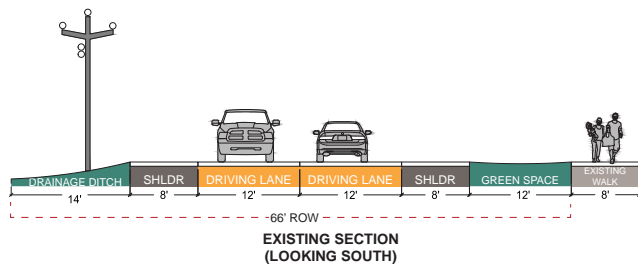 DRAINAGE DITCH SHLDR DRIVING LANE DRIVING LANE SHLDR GREEN SPACE EXISTING WALK
14' 8' 12' 12' 8' 12' 8'
66' ROW
EXISTING SECTION
(LOOKING SOUTH)